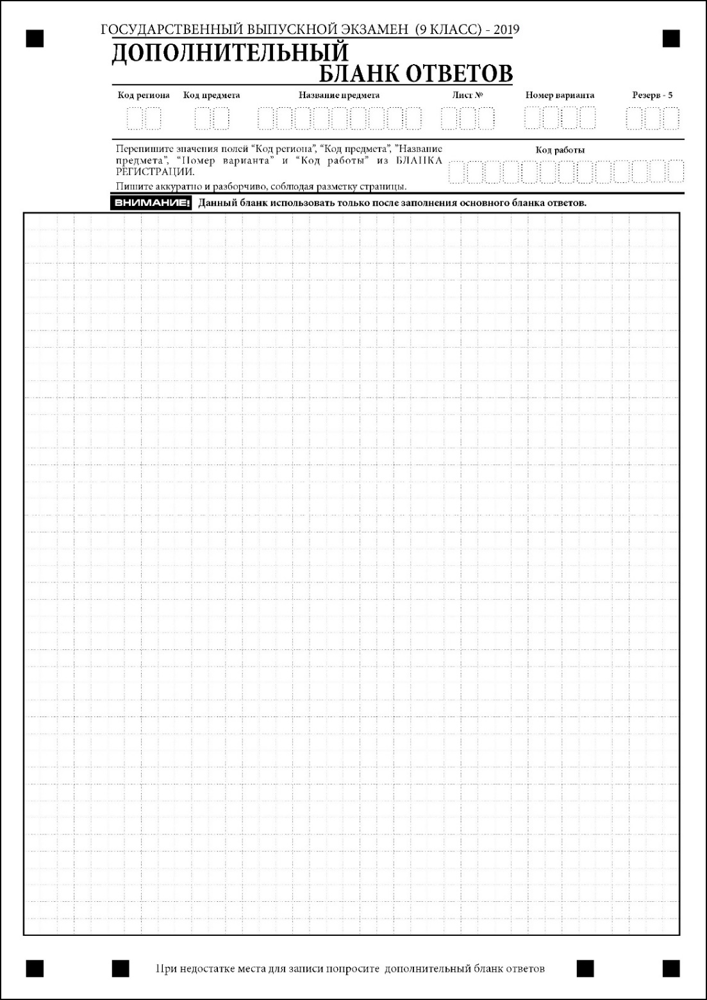 ГОСУДАРСТВЕННЫЙ ВЫПУСКНОЙ ЭКЗАМЕН (9 КЛАСС) - 2019
ДОПОЛНИТЕЛЬНЫЙ
БЛАНК ОТВЕТОВ
Код региона Код предмета Название предмета Лист № Номер варианта Резерв - 5
Перепишите значения полей “Код региона”, “Код предмета”, ”Название
предмета”, “Номер варианта” и “Код работы” из БЛАНКА
РЕГИСТРАЦИИ.
Пишите аккуратно и разборчиво, соблюдая разметку страницы.
Код работы
ВНИМАНИЕ! Данный бланк использовать только после заполнения основного бланка ответов.
При недостатке места для записи попросите дополнительный бланк ответов